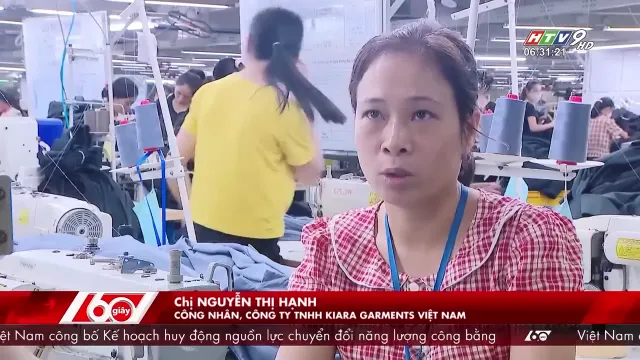 HTV9 HD
06:31:21
60 giây
Chị NGUYỄN THỊ HẠNH
CÔNG NHÂN, CÔNG TY TNHH KIARA GARMENTS VIỆT NAM
iệt Nam công bố Kế hoạch huy động nguồn lực chuyển đổi năng lượng công bằng
60
Việt Nam